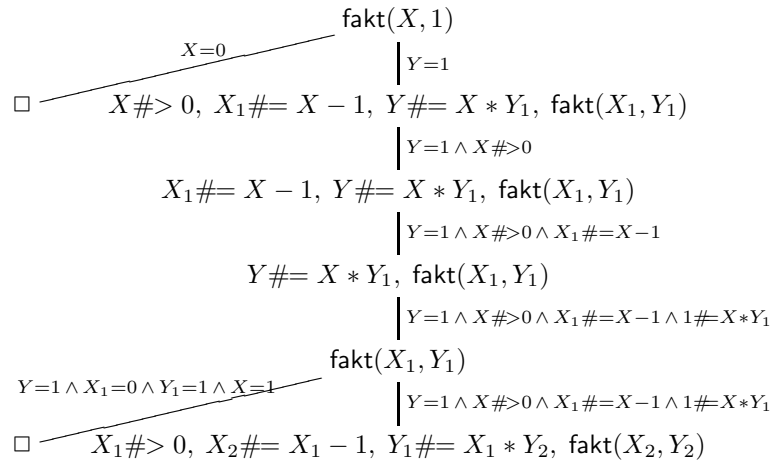 fakt(X, 1)
X=0
Y=1
□ X#> 0, X₁#= X − 1, Y#= X ∗ Y₁, fakt(X₁, Y₁)
Y=1 ∧ X#>0
X₁#= X − 1, Y#= X ∗ Y₁, fakt(X₁, Y₁)
Y=1 ∧ X#>0 ∧ X₁#=X−1
Y#= X ∗ Y₁, fakt(X₁, Y₁)
Y=1 ∧ X#>0 ∧ X₁#=X−1 ∧ 1#=X∗Y₁
fakt(X₁, Y₁)
Y=1 ∧ X₁=0 ∧ Y₁=1 ∧ X=1
Y=1 ∧ X#>0 ∧ X₁#=X−1 ∧ 1#=X∗Y₁
□ X₁#> 0, X₂#= X₁ − 1, Y₁#= X₁ ∗ Y₂, fakt(X₂, Y₂)